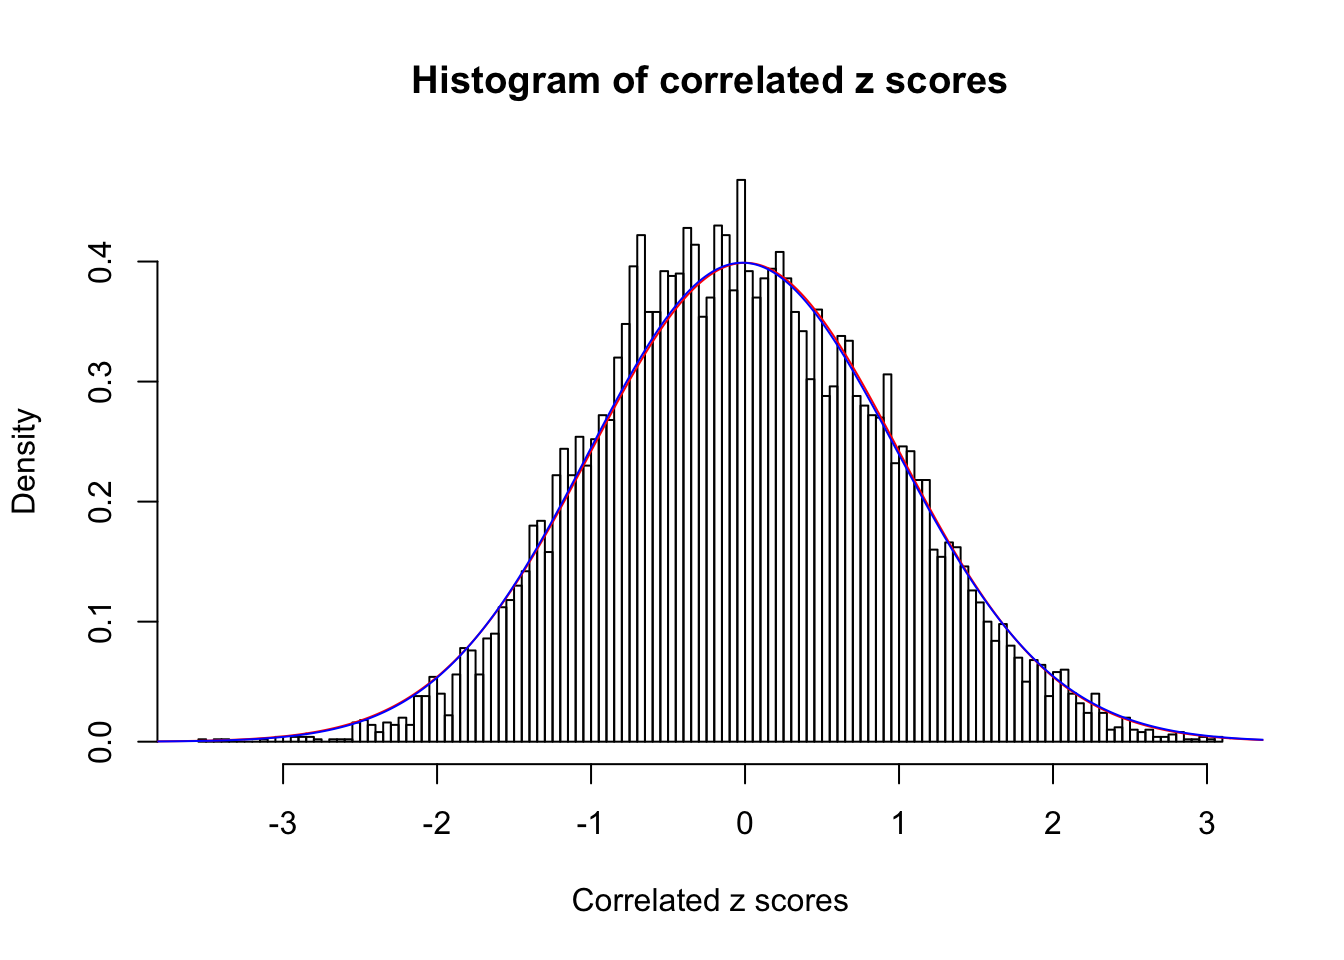 Histogram of correlated z scores
Density
0.4
0.3
0.2
0.1
0.0
-3 -2 -1 0 1 2 3
Correlated z scores